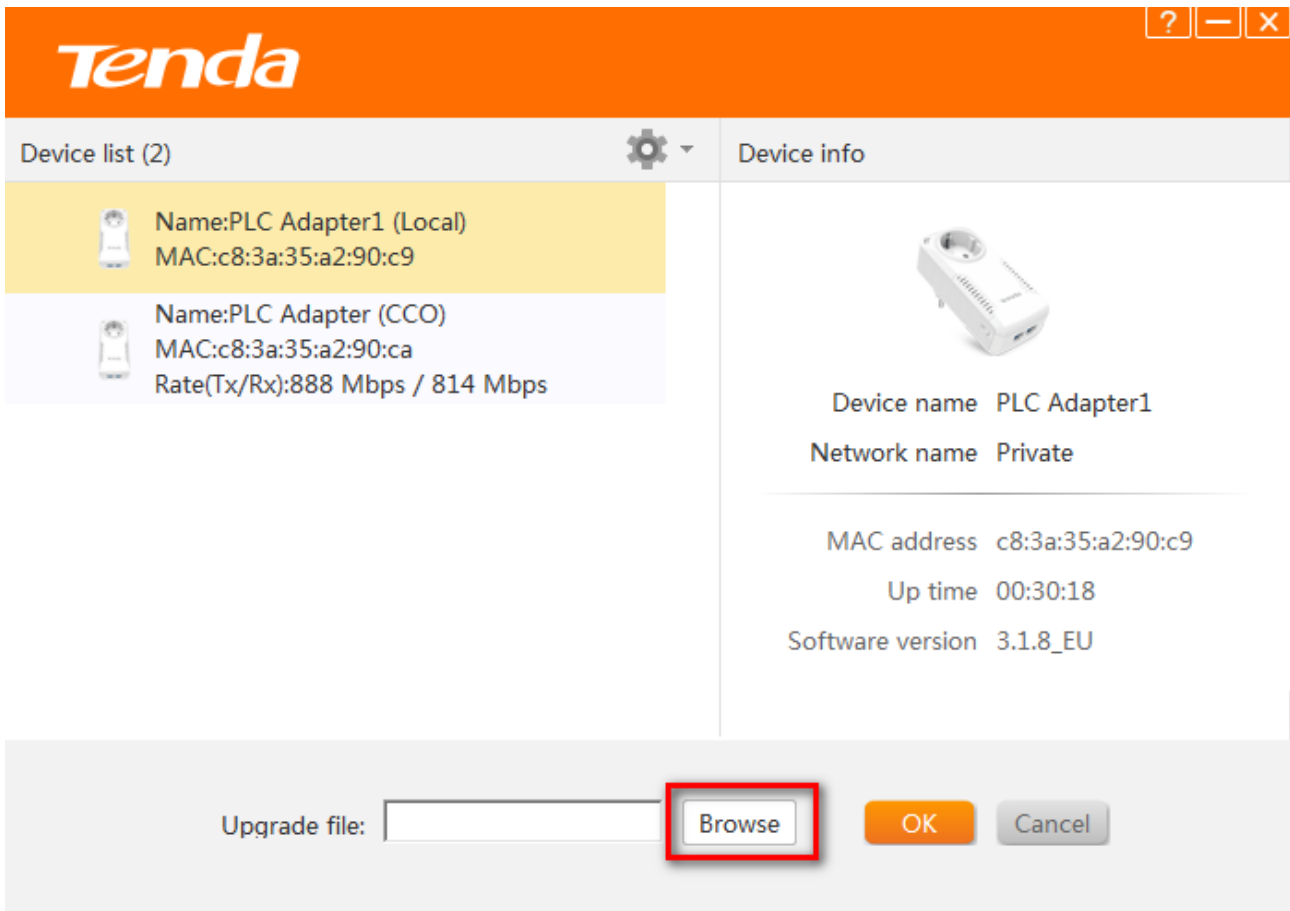 Tenda
?
Device list (2)
Device info
Name:PLC Adapter1 (Local)
MAC:c8:3a:35:a2:90:c9
Name:PLC Adapter (CCO)
MAC:c8:3a:35:a2:90:ca
Rate(Tx/Rx):888 Mbps / 814 Mbps
Device name PLC Adapter1
Network name Private
MAC address c8:3a:35:a2:90:c9
Up time 00:30:18
Software version 3.1.8_EU
Upgrade file: Browse OK Cancel